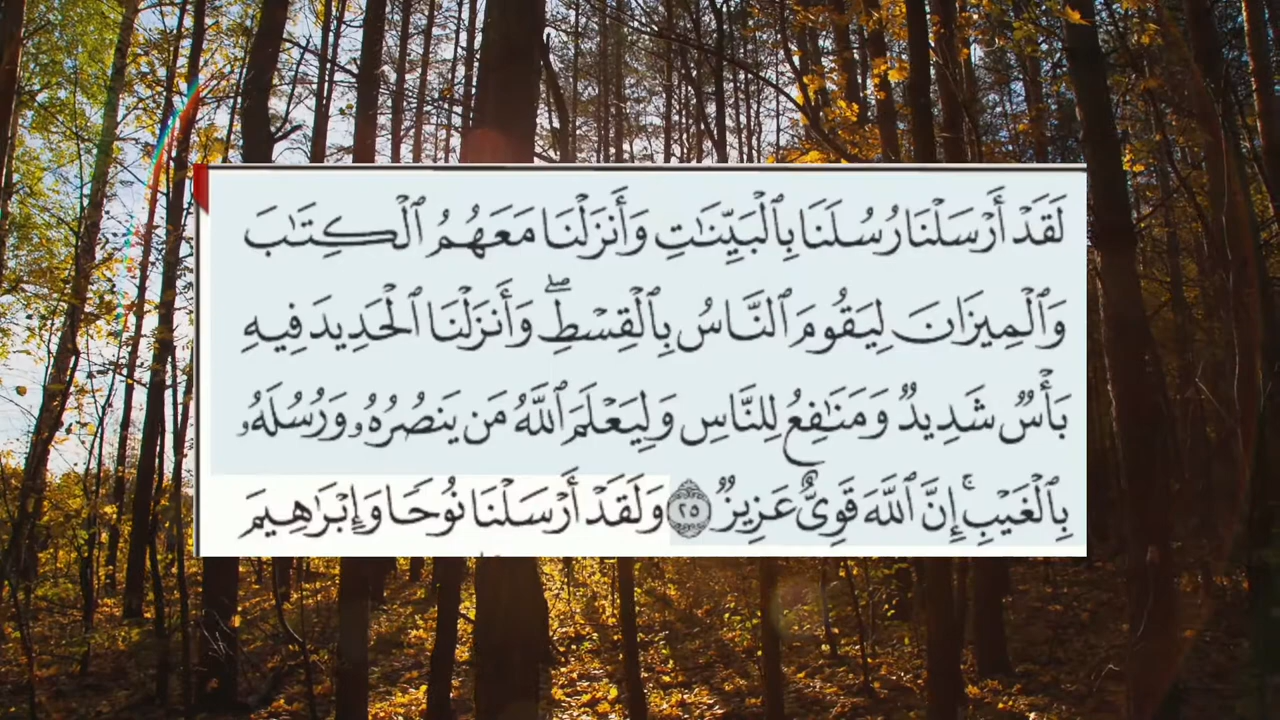 لَقَدْ أَرْسَلْنَا رُسُلَنَا بِٱلْبَيِّنَٰتِ وَأَنزَلْنَا مَعَهُمُ ٱلْكِتَٰبَ
وَٱلْمِيزَانَ لِيَقُومَ ٱلنَّاسُ بِٱلْقِسْطِۖ وَأَنزَلْنَا ٱلْحَدِيدَ فِيهِ
بَأْسٌ شَدِيدٌ وَمَنَٰفِعُ لِلنَّاسِ وَلِيَعْلَمَ ٱللَّهُ مَن يَنصُرُهُۥ وَرُسُلَهُۥ
بِٱلْغَيْبِۚ إِنَّ ٱللَّهَ قَوِىٌّ عَزِيزٌ ٢٥ وَلَقَدْ أَرْسَلْنَا نُوحًا وَإِبْرَٰهِيمَ